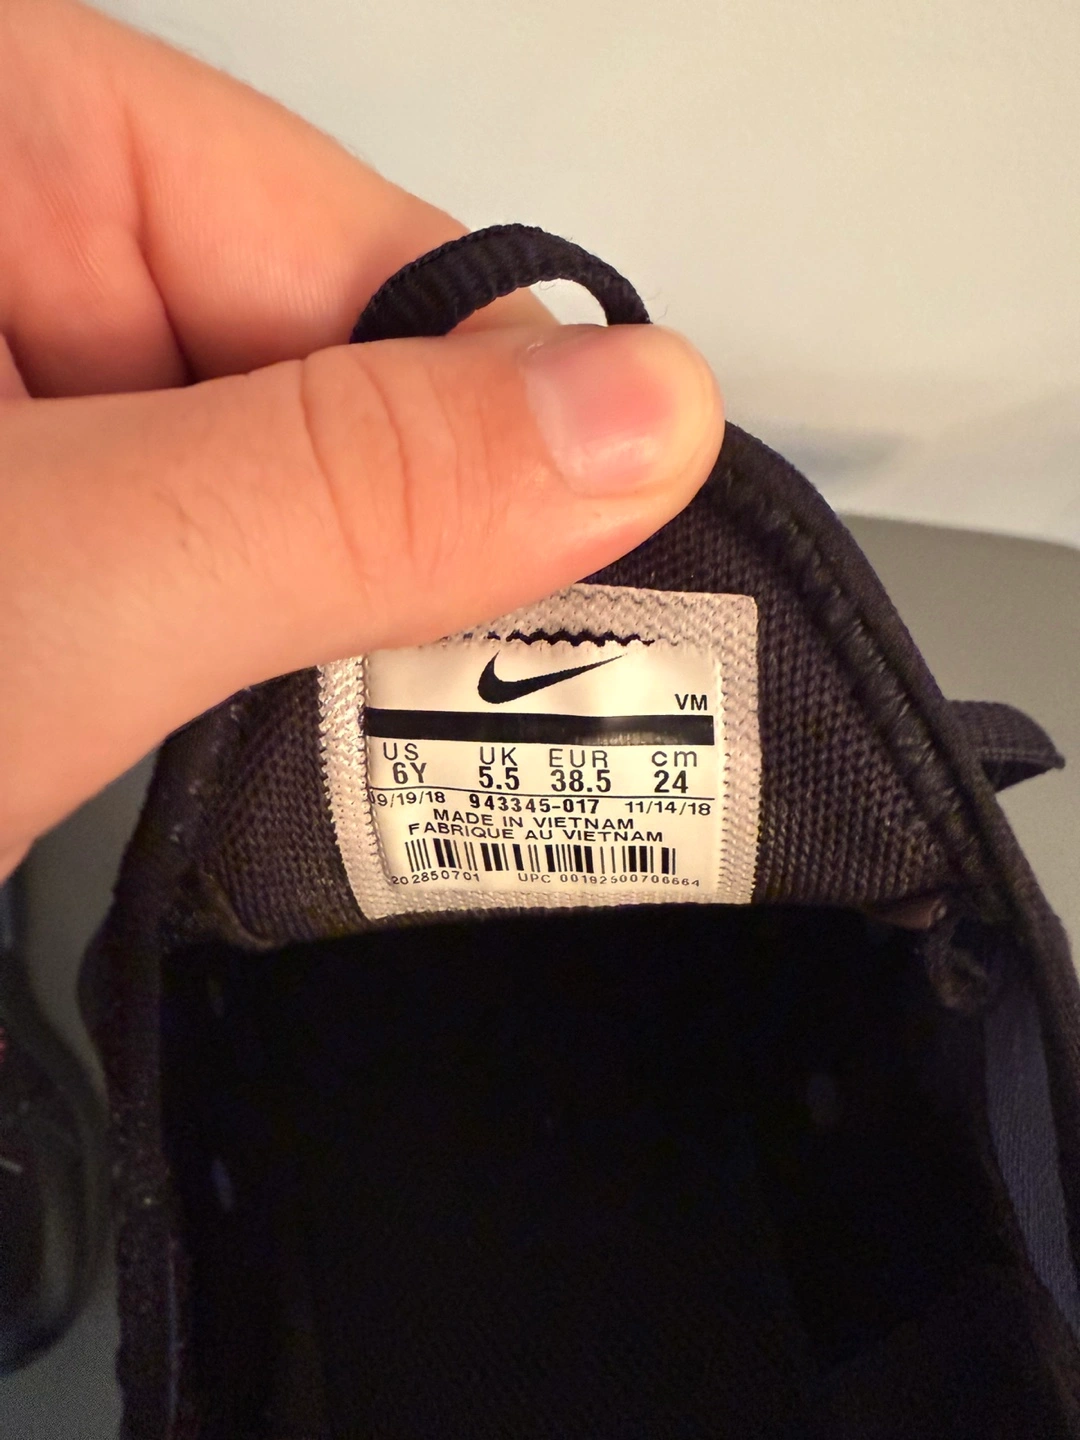 VM
US UK EUR cm
6Y 5.5 38.5 24
9/19/18 943345-017 11/14/18
MADE IN VIETNAM
FABRIQUE AU VIETNAM
202850701 UPC 00192500706664